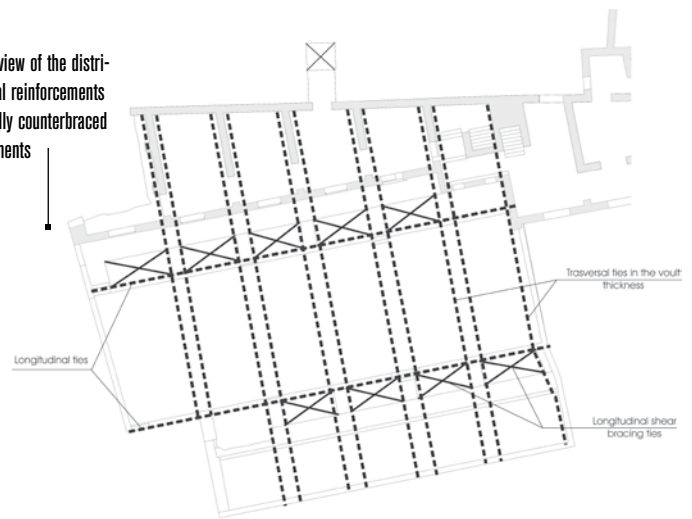 view of the distri-
al reinforcements
lly counterbraced
nents
Trasversal ties in the voult
thickness
Longitudinal ties
Longitudinal shear
bracing ties